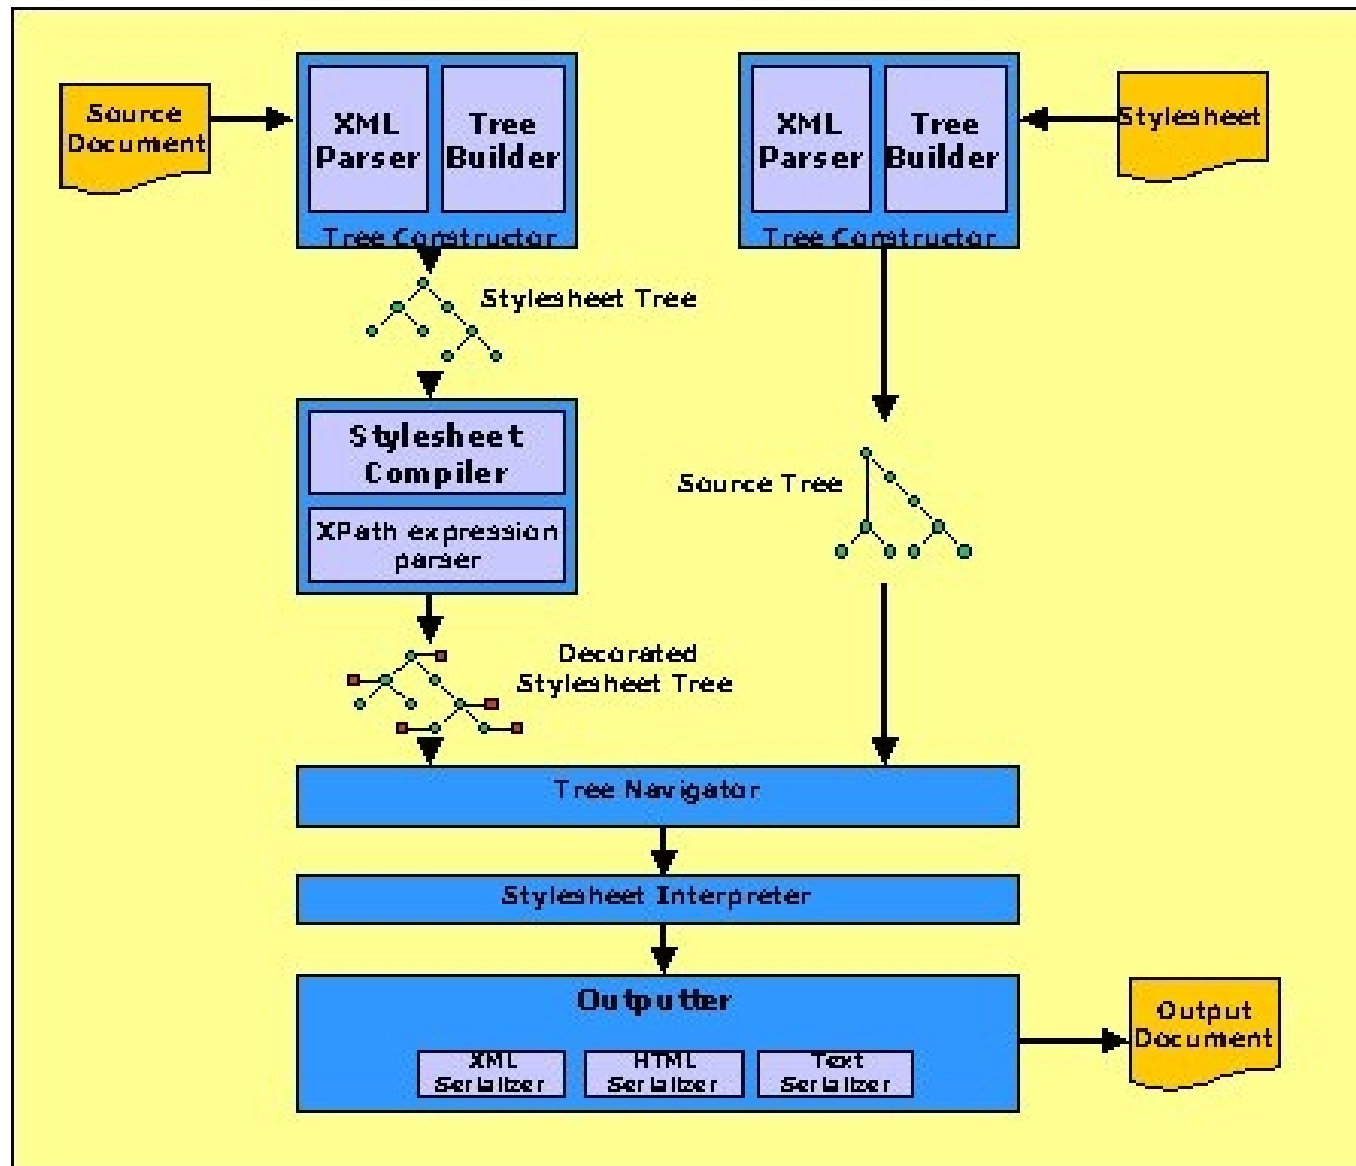 Source
Document
XML
Parser
Tree
Builder
Tree Constructor
XML
Parser
Tree
Builder
Tree Constructor
Stylesheet
Stylesheet Tree
Stylesheet
Compiler
XPath expression
parser
Source Tree
Decorated
Stylesheet Tree
Tree Navigator
Stylesheet Interpreter
Outputter
XML
Serializer
HTML
Serializer
Text
Serializer
Output
Document